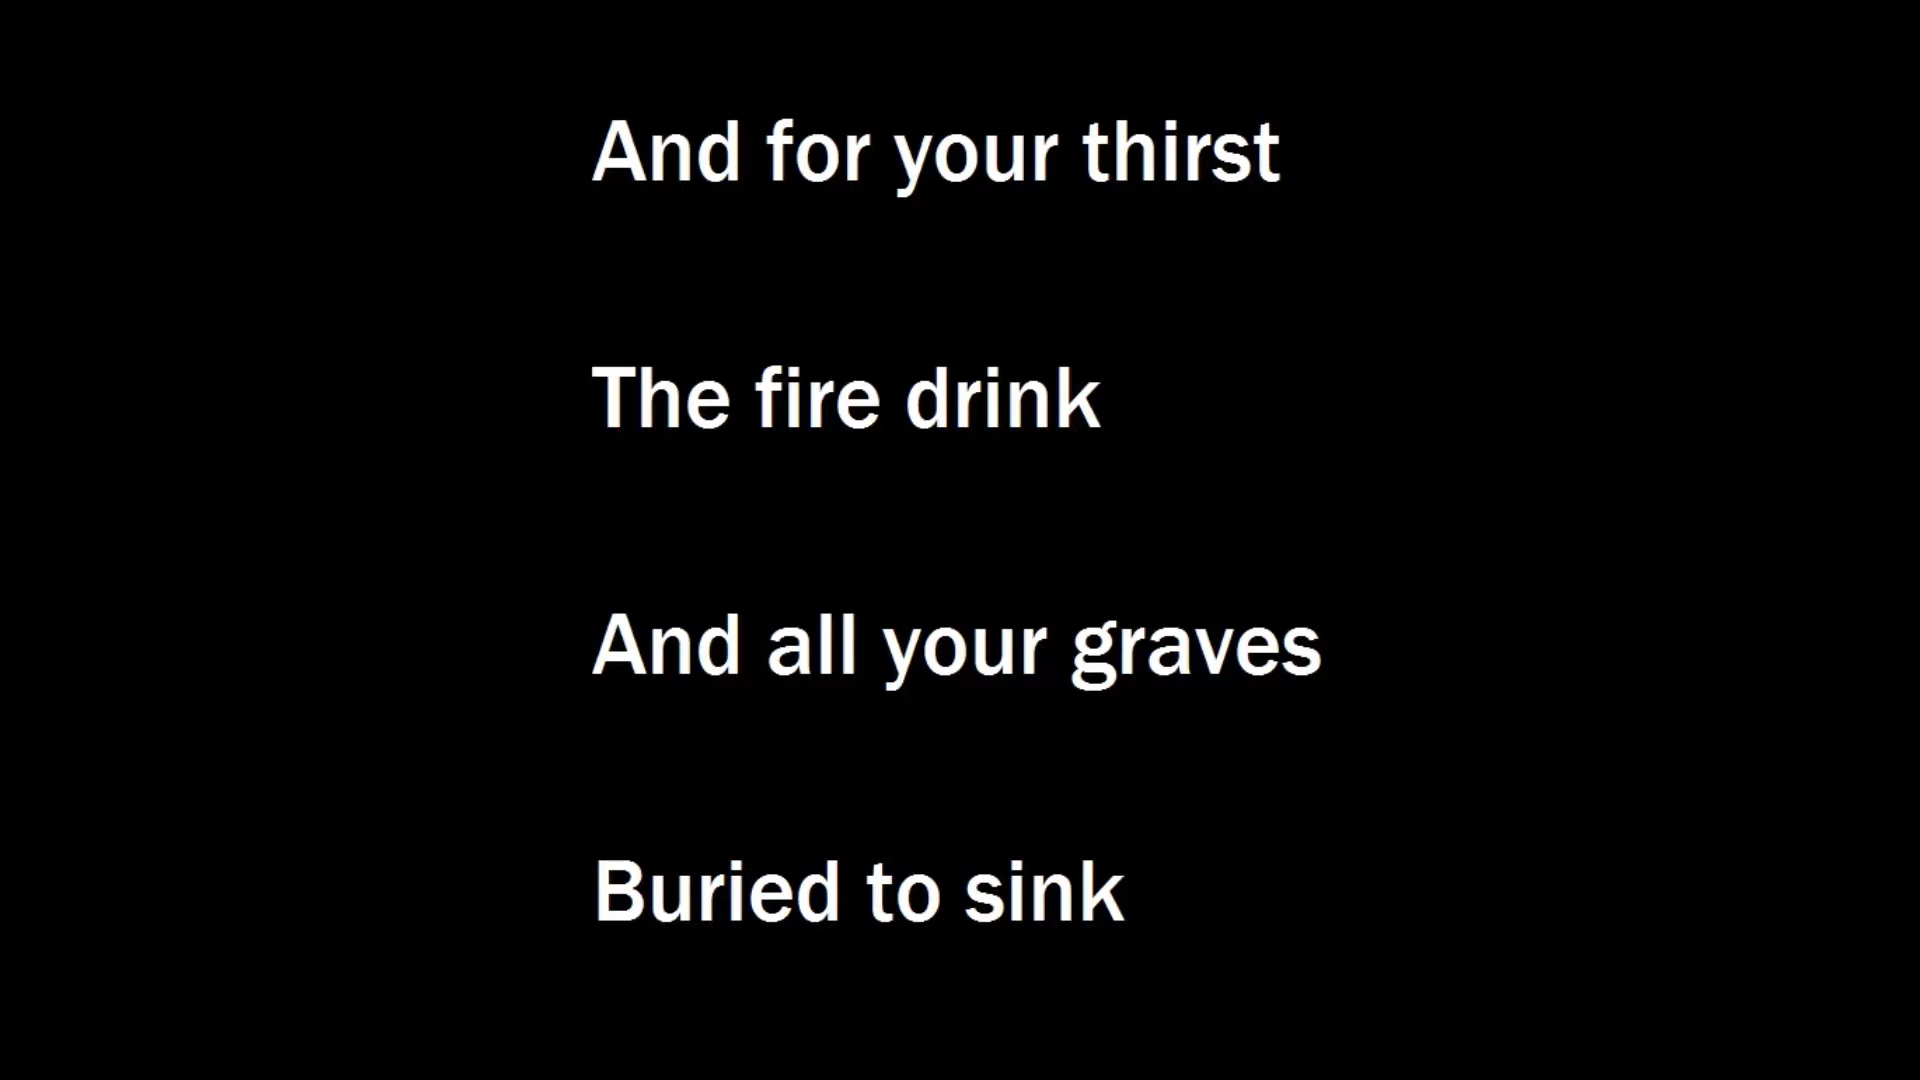 And for your thirst
The fire drink
And all your graves
Buried to sink